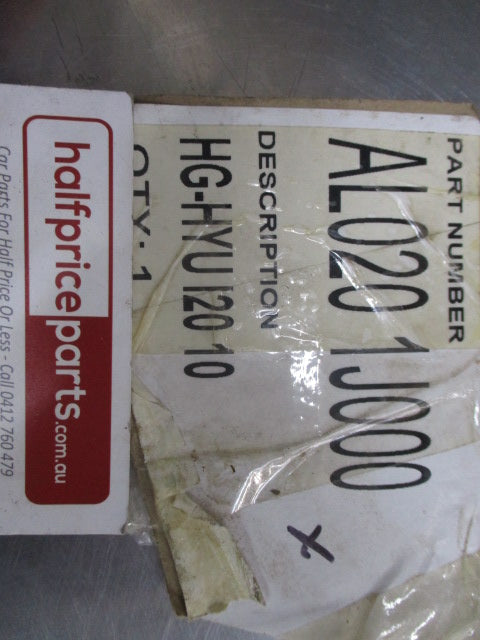 PART NUMBER
AL020 1J000
DESCRIPTION
HG-HYU I20 10
QTY: 1
halfpriceparts.com.au
Car Parts For Half Price Or Less - Call 0412 760 479
X